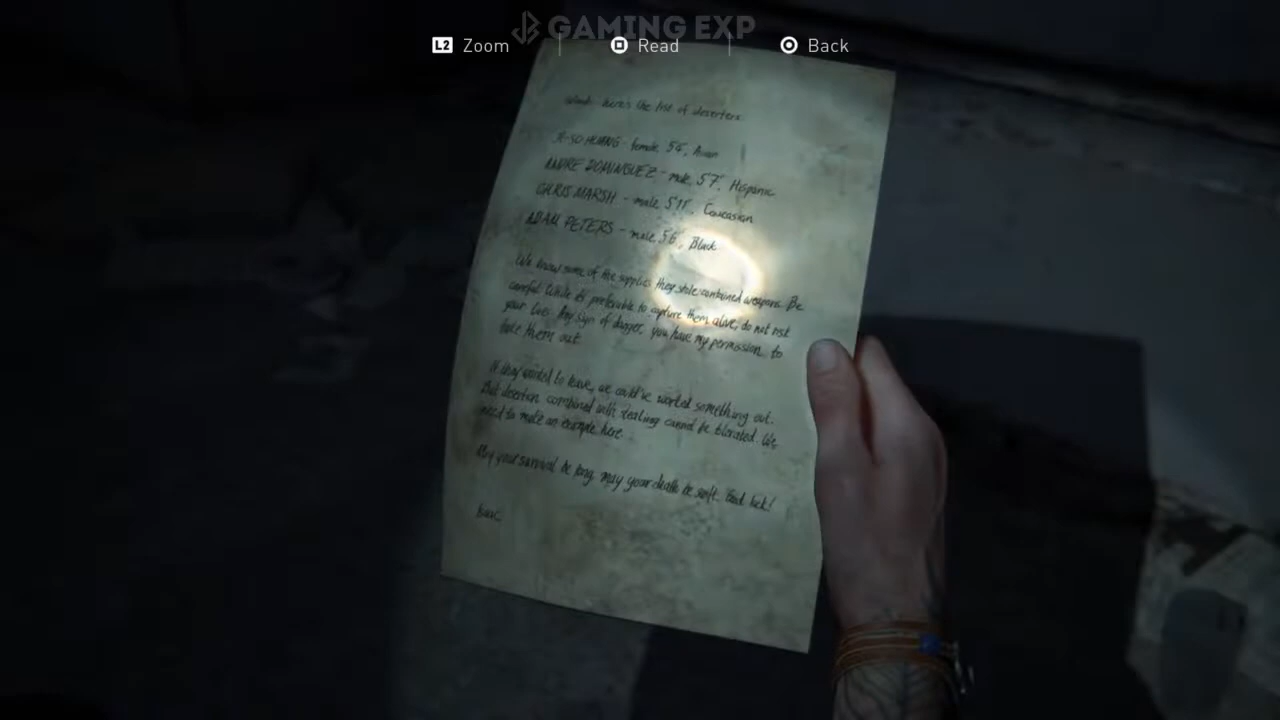 GAMING EXP
L2 Zoom | Read | Back
here's the list of deserters
JI-SO HUANG - female, 5'4", Asian
ANDRE DOMINGUEZ - male, 5'7", Hispanic
CHRIS MARSH - male, 5'11", Caucasian
ADAM PETERS - male, 5'6", Black
We know some of the supplies they stole contained weapons. Be
careful. While it's preferable to capture them alive, do not risk
your lives. Any sign of danger, you have my permission to
take them out.
If they wanted to leave, we could've worked something out.
But desertion combined with stealing cannot be tolerated. We
need to make an example here.
May your survival be long, may your death be swift. Good luck!
Isaac